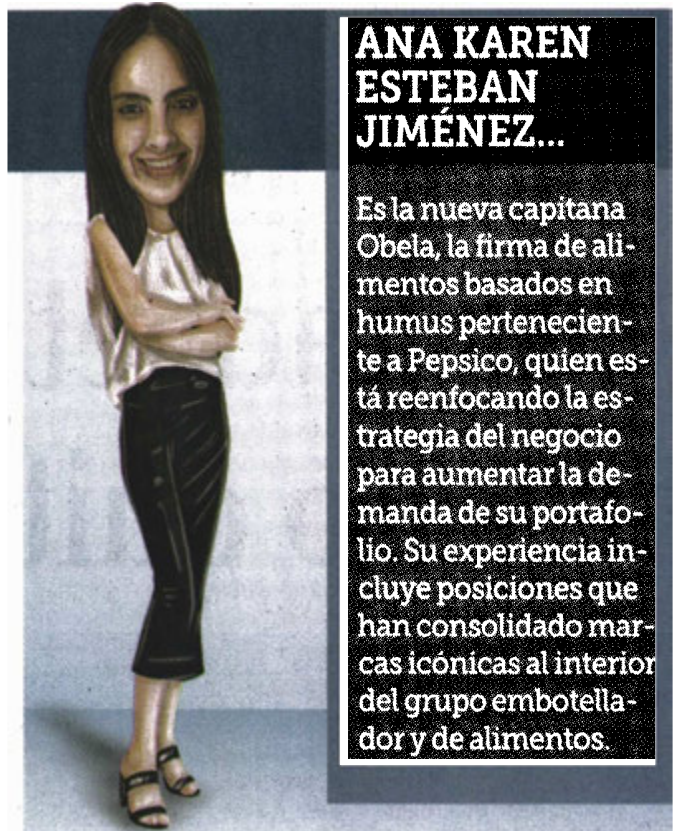 ANA KAREN
ESTEBAN
JIMÉNEZ...
Es la nueva capitana
Obela, la firma de ali-
mentos basados en
humus pertenecien-
te a Pepsico, quien es-
tá reenfocando la es-
trategia del negocio
para aumentar la de-
manda de su portafo-
lio. Su experiencia in-
cluye posiciones que
han consolidado mar-
cas icónicas al interior
del grupo embotella-
dor y de alimentos.